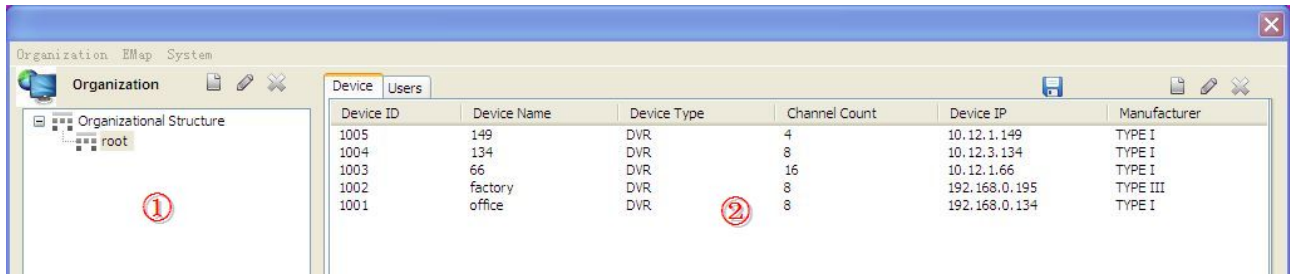 Organization EMap System
Organization
Device Users
Organizational Structure
root
①
Device ID Device Name Device Type Channel Count Device IP Manufacturer
1005 149 DVR 4 10.12.1.149 TYPE I
1004 134 DVR 8 10.12.3.134 TYPE I
1003 66 DVR 16 10.12.1.66 TYPE I
1002 factory DVR 8 192.168.0.195 TYPE III
1001 office DVR 8 192.168.0.134 TYPE I
②